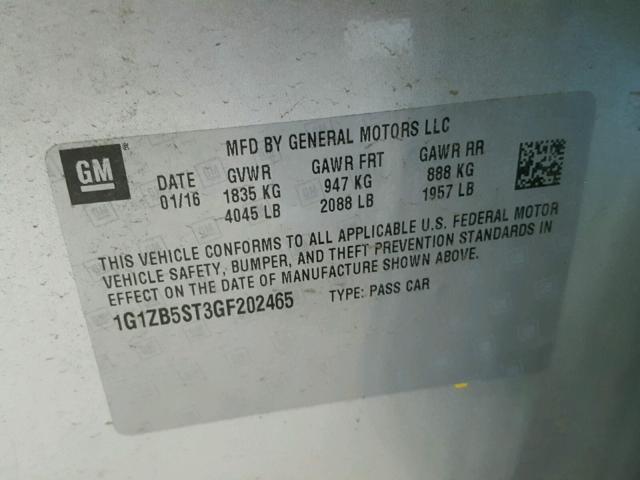 GM
MFD BY GENERAL MOTORS LLC
DATE GVWR GAWR FRT GAWR RR
01/16 1835 KG 947 KG 888 KG
4045 LB 2088 LB 1957 LB
THIS VEHICLE CONFORMS TO ALL APPLICABLE U.S. FEDERAL MOTOR
VEHICLE SAFETY, BUMPER, AND THEFT PREVENTION STANDARDS IN
EFFECT ON THE DATE OF MANUFACTURE SHOWN ABOVE.
1G1ZB5ST3GF202465 TYPE: PASS CAR